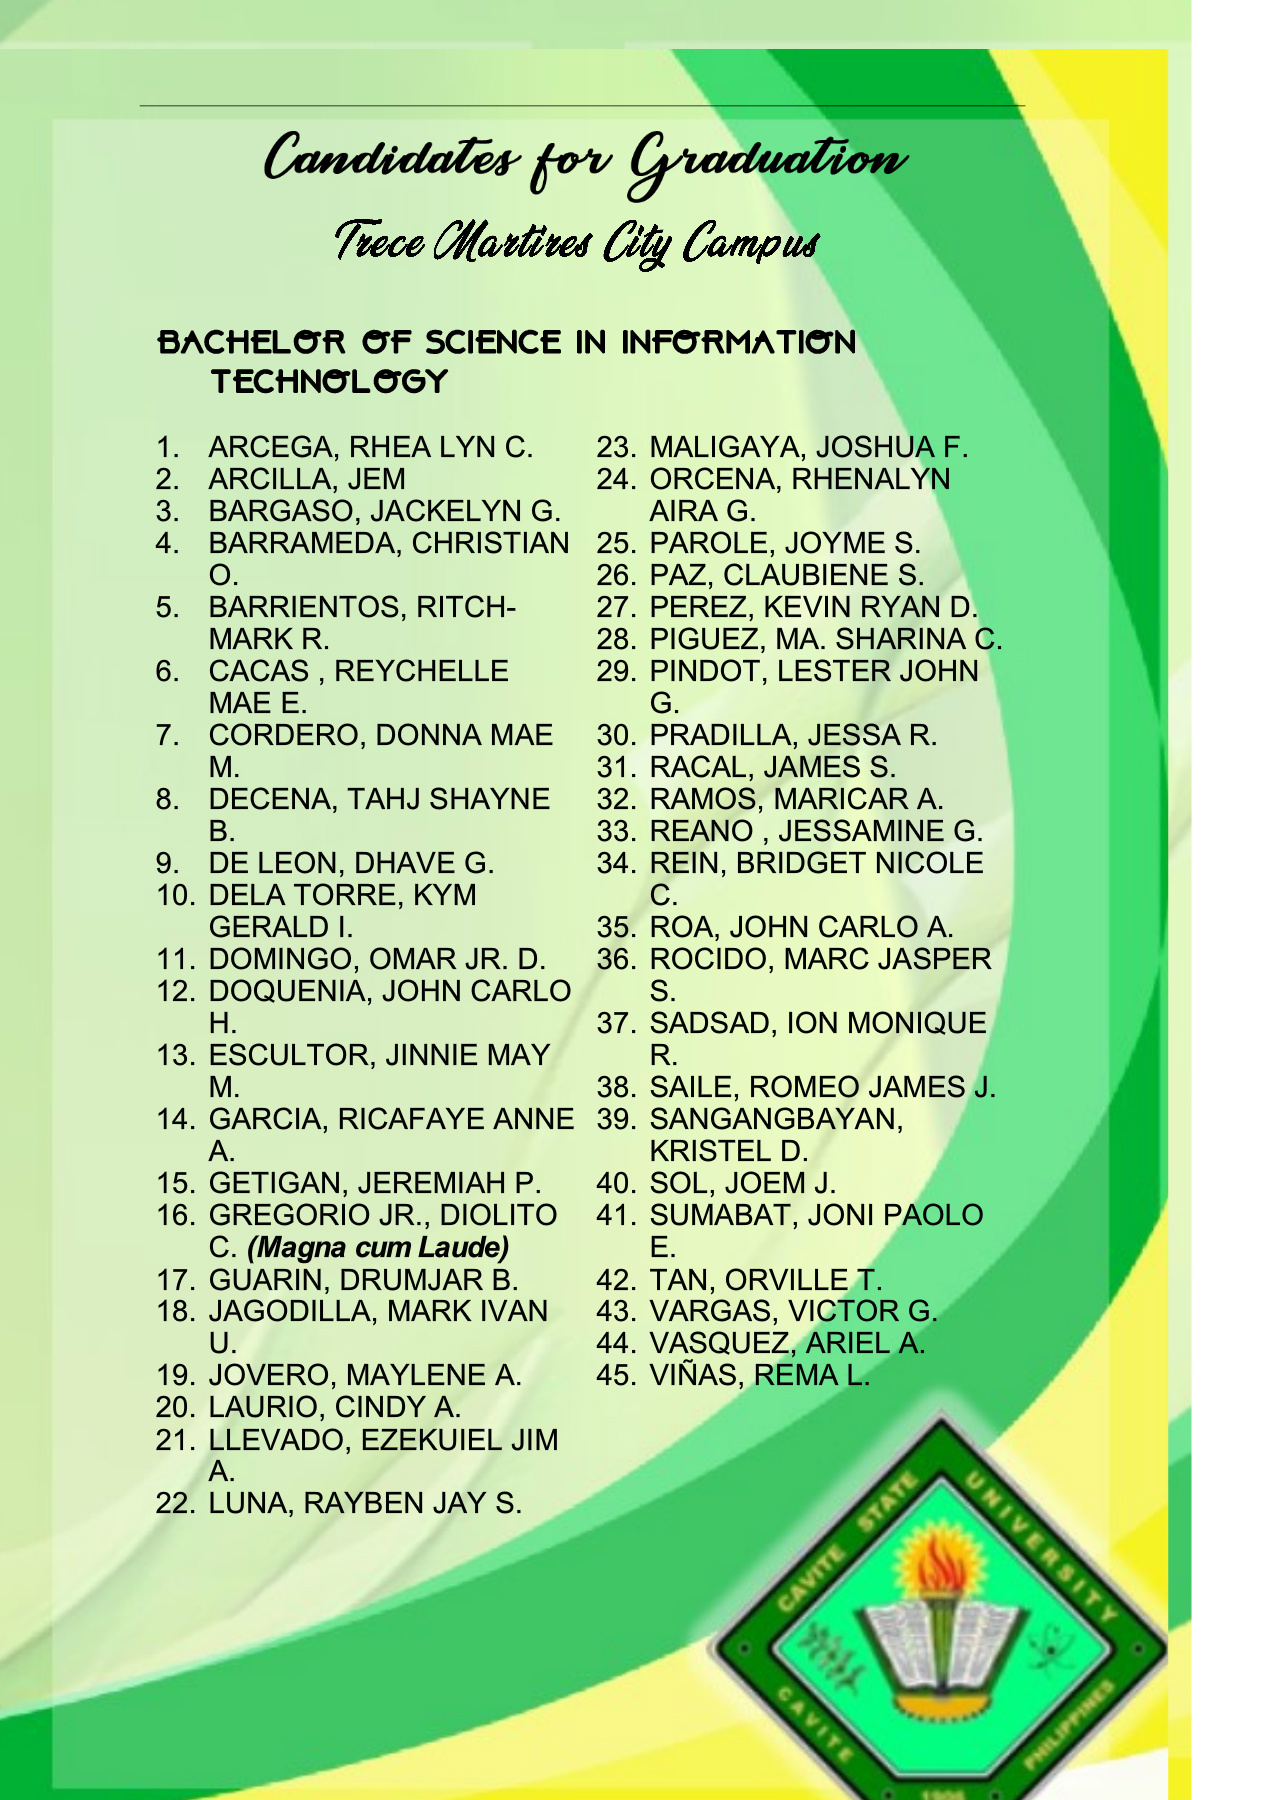 Candidates for Graduation
Trece Martires City Campus
BACHELOR OF SCIENCE IN INFORMATION
TECHNOLOGY
1. ARCEGA, RHEA LYN C.
2. ARCILLA, JEM
3. BARGASO, JACKELYN G.
4. BARRAMEDA, CHRISTIAN
O.
5. BARRIENTOS, RITCH-
MARK R.
6. CACAS , REYCHELLE
MAE E.
7. CORDERO, DONNA MAE
M.
8. DECENA, TAHJ SHAYNE
B.
9. DE LEON, DHAVE G.
10. DELA TORRE, KYM
GERALD I.
11. DOMINGO, OMAR JR. D.
12. DOQUENIA, JOHN CARLO
H.
13. ESCULTOR, JINNIE MAY
M.
14. GARCIA, RICAFAYE ANNE
A.
15. GETIGAN, JEREMIAH P.
16. GREGORIO JR., DIOLITO
C. (Magna cum Laude)
17. GUARIN, DRUMJAR B.
18. JAGODILLA, MARK IVAN
U.
19. JOVERO, MAYLENE A.
20. LAURIO, CINDY A.
21. LLEVADO, EZEKUIEL JIM
A.
22. LUNA, RAYBEN JAY S.
23. MALIGAYA, JOSHUA F.
24. ORCENA, RHENALYN
AIRA G.
25. PAROLE, JOYME S.
26. PAZ, CLAUBIENE S.
27. PEREZ, KEVIN RYAN D.
28. PIGUEZ, MA. SHARINA C.
29. PINDOT, LESTER JOHN
G.
30. PRADILLA, JESSA R.
31. RACAL, JAMES S.
32. RAMOS, MARICAR A.
33. REANO , JESSAMINE G.
34. REIN, BRIDGET NICOLE
C.
35. ROA, JOHN CARLO A.
36. ROCIDO, MARC JASPER
S.
37. SADSAD, ION MONIQUE
R.
38. SAILE, ROMEO JAMES J.
39. SANGANGBAYAN,
KRISTEL D.
40. SOL, JOEM J.
41. SUMABAT, JONI PAOLO
E.
42. TAN, ORVILLE T.
43. VARGAS, VICTOR G.
44. VASQUEZ, ARIEL A.
45. VIÑAS, REMA L.
CAVITE STATE UNIVERSITY
CAVITE
PHILIPPINES
1906